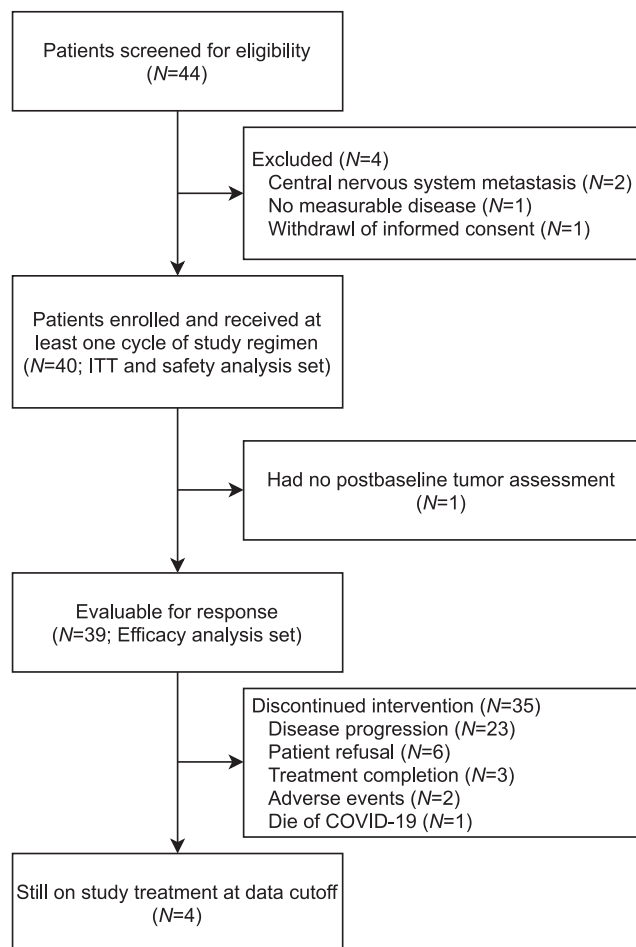 Patients screened for eligibility
(N=44)
Excluded (N=4)
Central nervous system metastasis (N=2)
No measurable disease (N=1)
Withdrawl of informed consent (N=1)
Patients enrolled and received at
least one cycle of study regimen
(N=40; ITT and safety analysis set)
Had no postbaseline tumor assessment
(N=1)
Evaluable for response
(N=39; Efficacy analysis set)
Discontinued intervention (N=35)
Disease progression (N=23)
Patient refusal (N=6)
Treatment completion (N=3)
Adverse events (N=2)
Die of COVID-19 (N=1)
Still on study treatment at data cutoff
(N=4)